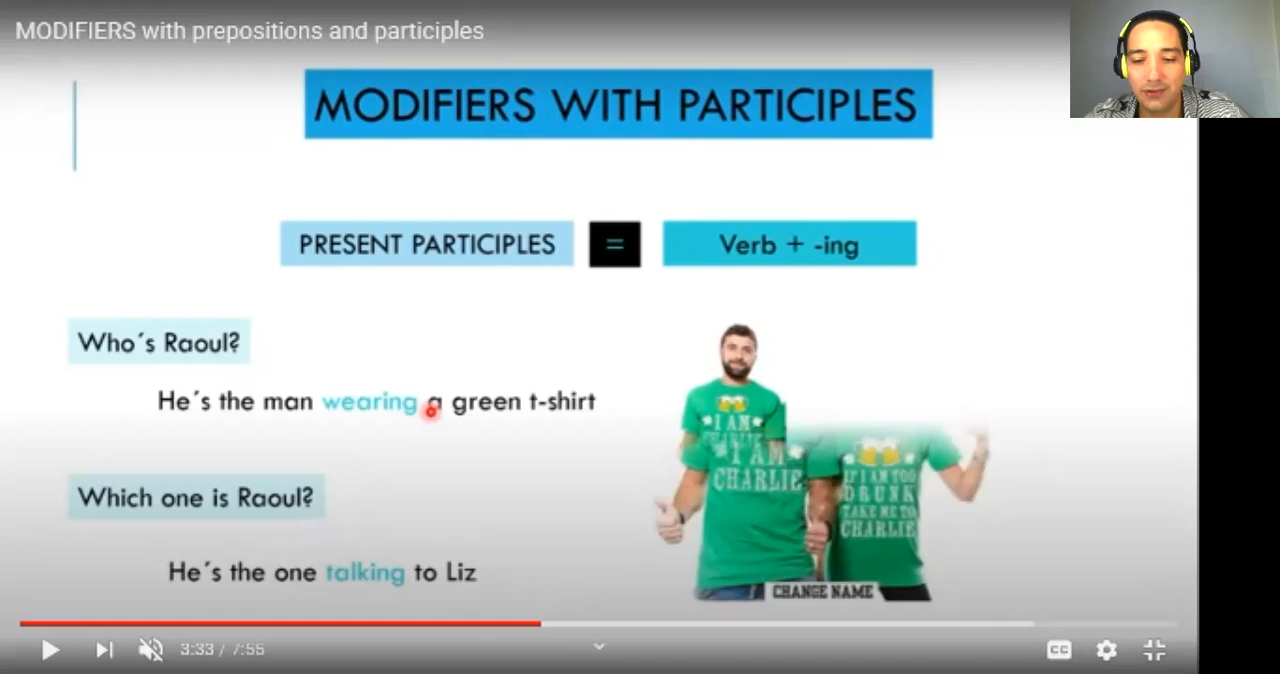 MODIFIERS with prepositions and participles
MODIFIERS WITH PARTICIPLES
PRESENT PARTICIPLES
=
Verb + -ing
Who´s Raoul?
He´s the man wearing a green t-shirt
Which one is Raoul?
He´s the one talking to Liz
I AM
CHARLIE
I AM
CHARLIE
IF I AM TOO
DRUNK
TAKE ME TO
CHARLIE
CHANGE NAME
3:33 / 7:55
CC